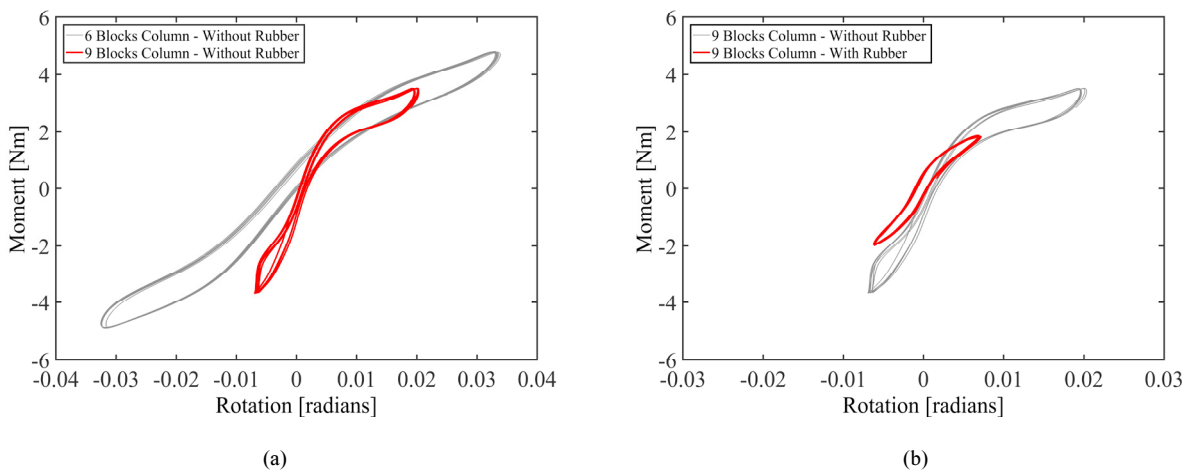 6 Blocks Column - Without Rubber
9 Blocks Column - Without Rubber
6
4
2
0
-2
-4
-6
Moment [Nm]
-0.04 -0.03 -0.02 -0.01 0 0.01 0.02 0.03 0.04
Rotation [radians]
(a)
9 Blocks Column - Without Rubber
9 Blocks Column - With Rubber
6
4
2
0
-2
-4
-6
Moment [Nm]
-0.03 -0.02 -0.01 0 0.01 0.02 0.03
Rotation [radians]
(b)